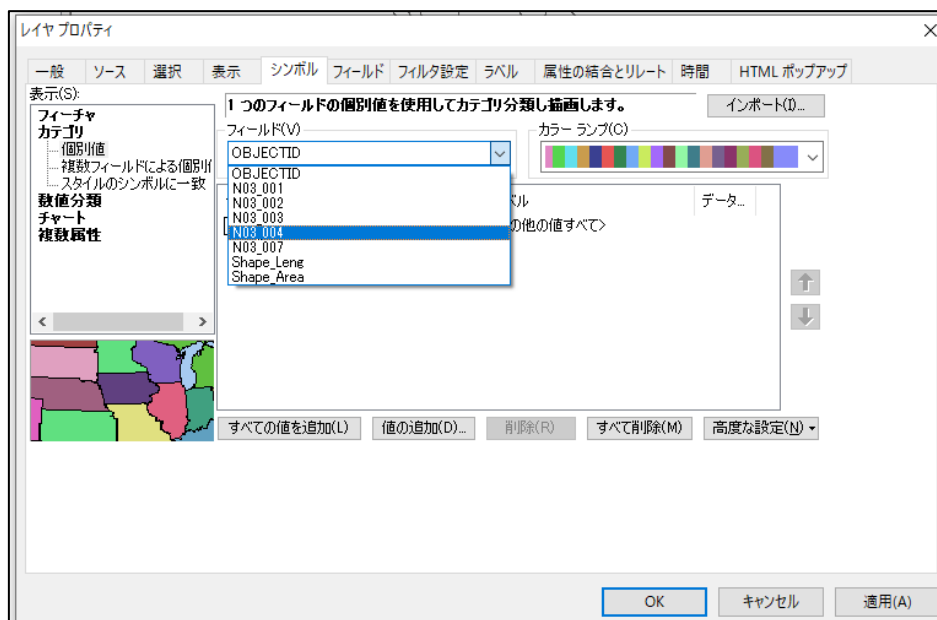 レイヤ プロパティ
一般 ソース 選択 表示 シンボル フィールド フィルタ設定 ラベル 属性の結合とリレート 時間 HTML ポップアップ
表示(S):
フィーチャ
カテゴリ
個別値
複数フィールドによる個別
スタイルのシンボルに一致
数値分類
チャート
複数属性
1 つのフィールドの個別値を使用してカテゴリ分類し描画します。
インポート(I)...
フィールド(V)
カラー ランプ(C)
OBJECTID
OBJECTID
N03_001
N03_002
N03_003
N03_004
N03_007
Shape_Leng
Shape_Area
ベル
データ...
の他の値すべて>
すべての値を追加(L) 値の追加(D)... 削除(R) すべて削除(M) 高度な設定(N)
OK キャンセル 適用(A)